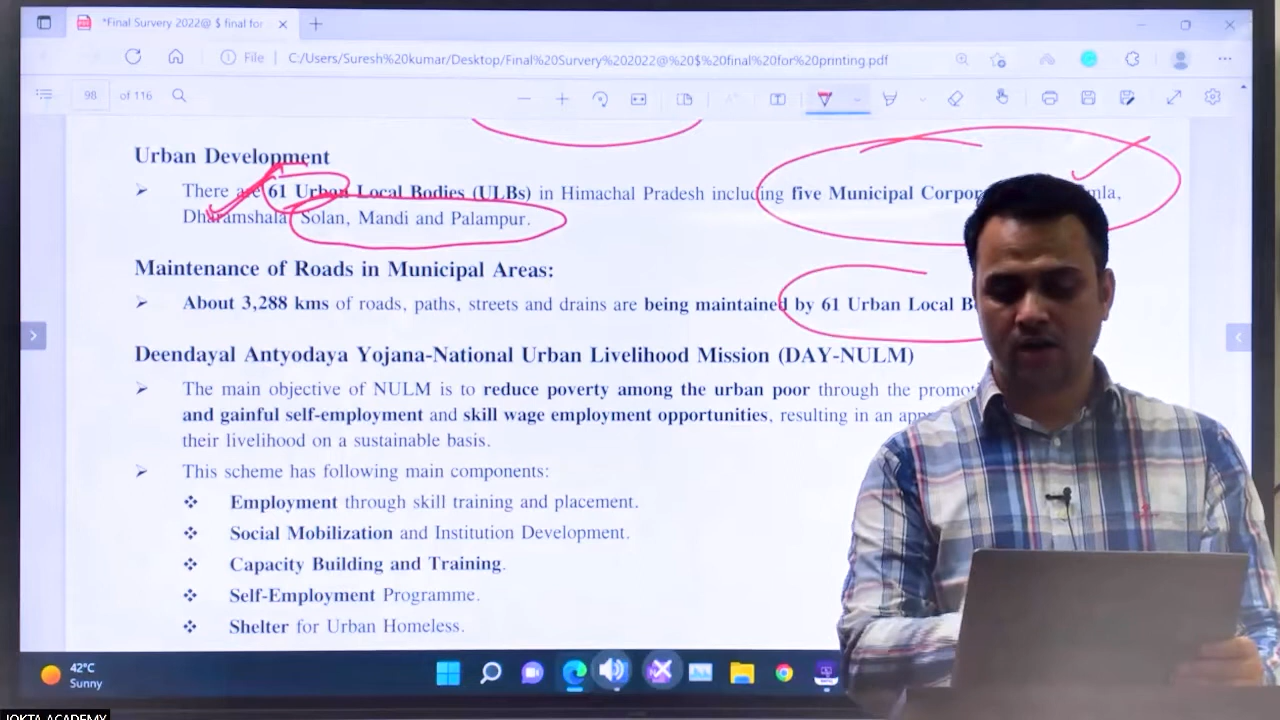 *Final Survery 2022@ $ final for
File
C:/Users/Suresh%20kumar/Desktop/Final%20Survery%202022@%20$%20final%20for%20printing.pdf
98 of 116
Urban Development
There are 61 Urban Local Bodies (ULBs) in Himachal Pradesh including five Municipal
Dharamshala Solan, Mandi and Palampur.
Maintenance of Roads in Municipal Areas:
About 3,288 kms of roads, paths, streets and drains are being maintained by 61 Urban Local
Deendayal Antyodaya Yojana-National Urban Livelihood Mission (DAY-NULM)
The main objective of NULM is to reduce poverty among the urban poor through the
and gainful self-employment and skill wage employment opportunities, resulting in an
their livelihood on a sustainable basis.
This scheme has following main components:
Employment through skill training and placement.
Social Mobilization and Institution Development.
Capacity Building and Training.
Self-Employment Programme.
Shelter for Urban Homeless.
42°C
Sunny
JOKTA ACADEMY